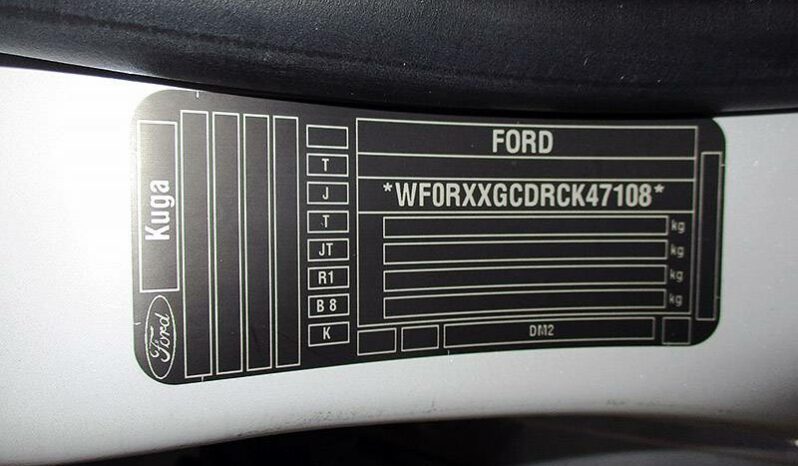 Kuga
Ford
T
J
T
JT
R1
B 8
K
FORD
*WF0RXXGCDRCK47108*
kg
kg
kg
kg
DM2